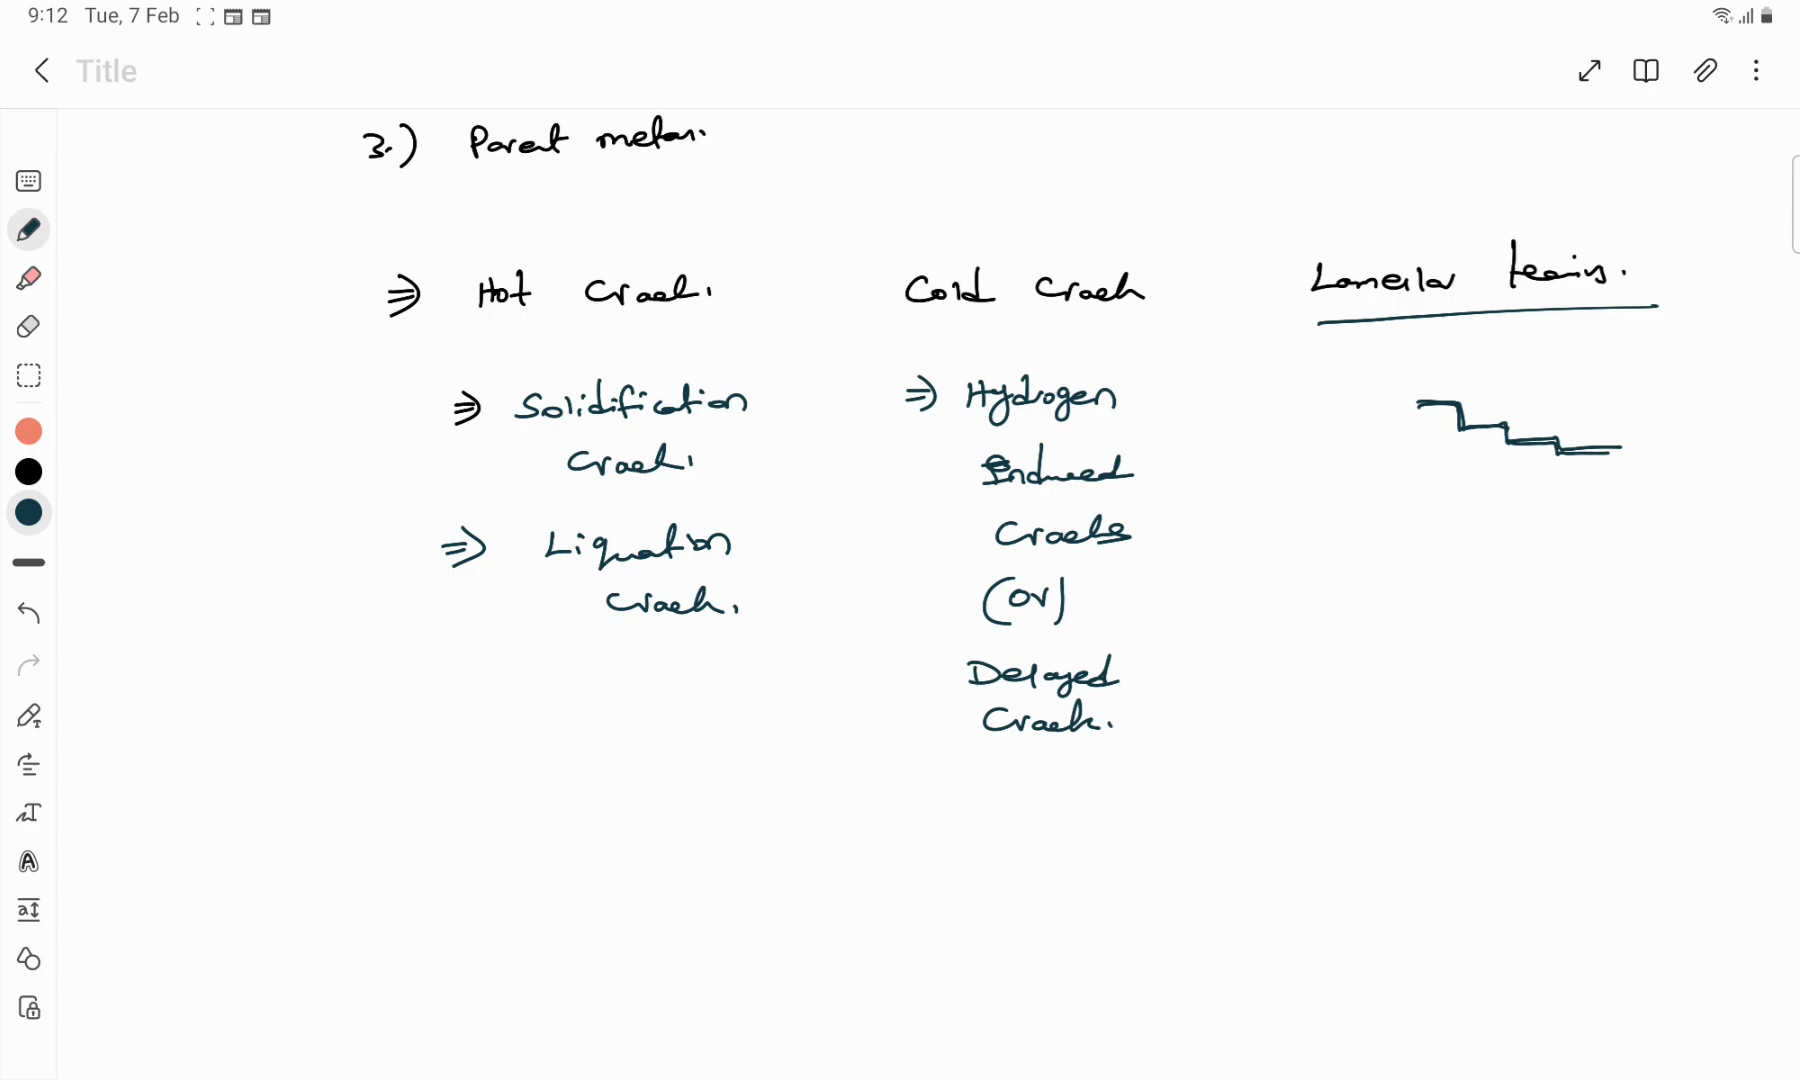 9:12 Tue, 7 Feb
Title
3.) Parent metal.
⇒ Hot Crack. Cold Crack Lamellar tearing.
⇒ Solidification
Crack.
⇒ Liquation
Crack.
⇒ Hydrogen
Induced
Cracks
(or)
Delayed
Crack.